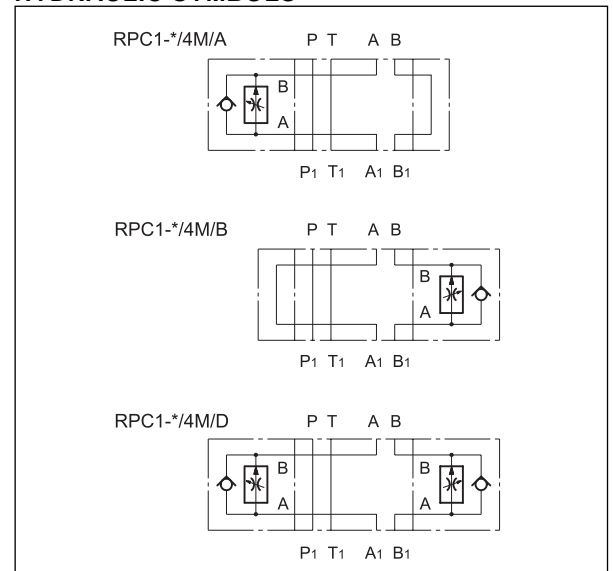 HYDRAULIC SYMBOLS
RPC1-*/4M/A P T A B
B
A
P1 T1 A1 B1
RPC1-*/4M/B P T A B
B
A
P1 T1 A1 B1
RPC1-*/4M/D P T A B
B B
A A
P1 T1 A1 B1